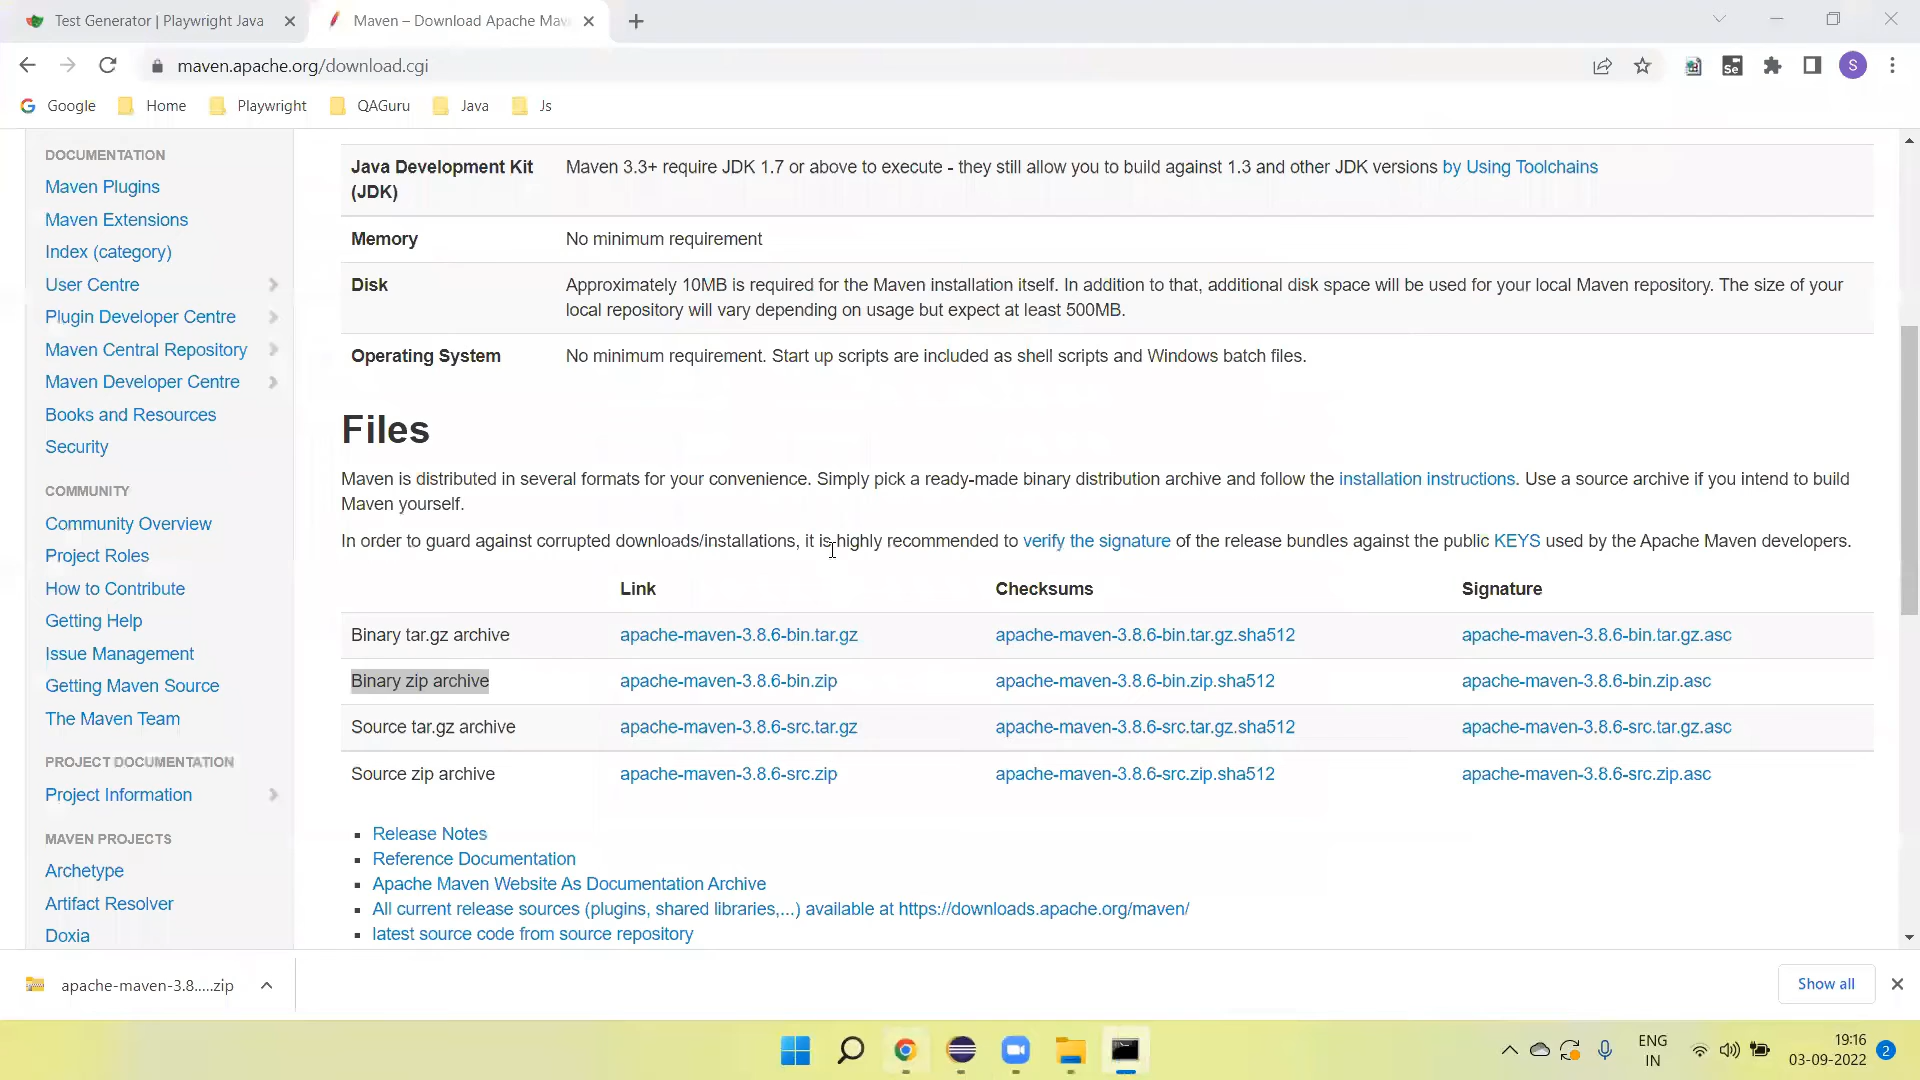 Test Generator | Playwright Java
Maven – Download Apache Mav
maven.apache.org/download.cgi
Se
S
Google
Home
Playwright
QAGuru
Java
Js
DOCUMENTATION
Maven Plugins
Maven Extensions
Index (category)
User Centre
Plugin Developer Centre
Maven Central Repository
Maven Developer Centre
Books and Resources
Security
COMMUNITY
Community Overview
Project Roles
How to Contribute
Getting Help
Issue Management
Getting Maven Source
The Maven Team
PROJECT DOCUMENTATION
Project Information
MAVEN PROJECTS
Archetype
Artifact Resolver
Doxia
Java Development Kit (JDK)
Maven 3.3+ require JDK 1.7 or above to execute - they still allow you to build against 1.3 and other JDK versions by Using Toolchains
Memory No minimum requirement
Disk Approximately 10MB is required for the Maven installation itself. In addition to that, additional disk space will be used for your local Maven repository. The size of your
local repository will vary depending on usage but expect at least 500MB.
Operating System No minimum requirement. Start up scripts are included as shell scripts and Windows batch files.
Files
Maven is distributed in several formats for your convenience. Simply pick a ready-made binary distribution archive and follow the installation instructions. Use a source archive if you intend to build
Maven yourself.
In order to guard against corrupted downloads/installations, it is highly recommended to verify the signature of the release bundles against the public KEYS used by the Apache Maven developers.
Link Checksums Signature
Binary tar.gz archive apache-maven-3.8.6-bin.tar.gz apache-maven-3.8.6-bin.tar.gz.sha512 apache-maven-3.8.6-bin.tar.gz.asc
Binary zip archive apache-maven-3.8.6-bin.zip apache-maven-3.8.6-bin.zip.sha512 apache-maven-3.8.6-bin.zip.asc
Source tar.gz archive apache-maven-3.8.6-src.tar.gz apache-maven-3.8.6-src.tar.gz.sha512 apache-maven-3.8.6-src.tar.gz.asc
Source zip archive apache-maven-3.8.6-src.zip apache-maven-3.8.6-src.zip.sha512 apache-maven-3.8.6-src.zip.asc
Release Notes
Reference Documentation
Apache Maven Website As Documentation Archive
All current release sources (plugins, shared libraries,...) available at https://downloads.apache.org/maven/
latest source code from source repository
apache-maven-3.8.....zip
Show all
ENG
IN
19:16
03-09-2022
2